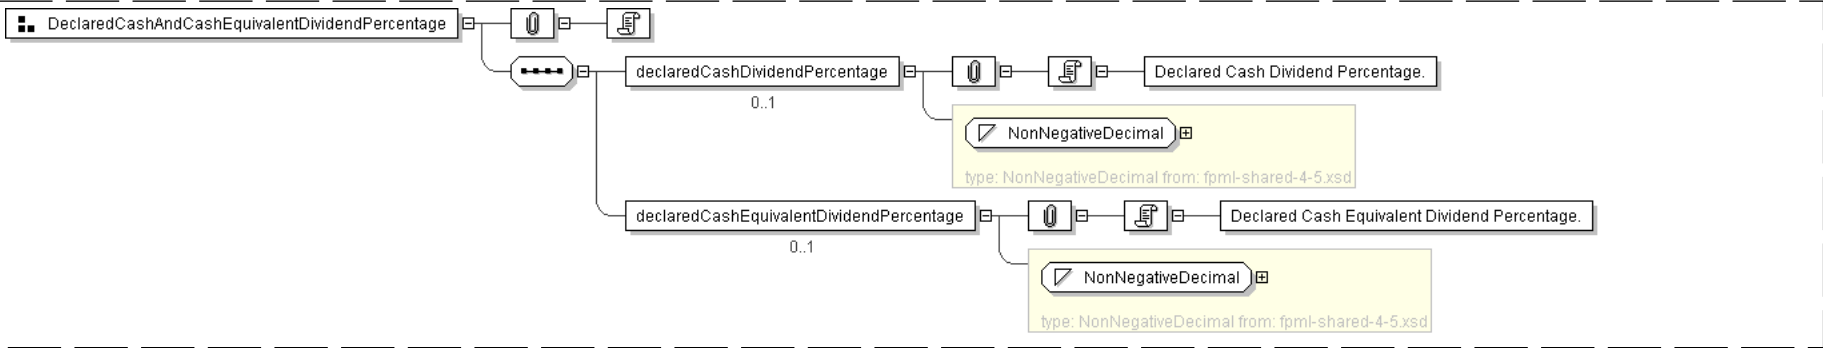 DeclaredCashAndCashEquivalentDividendPercentage
declaredCashDividendPercentage
Declared Cash Dividend Percentage.
0..1
NonNegativeDecimal
type: NonNegativeDecimal from: fpml-shared-4-5.xsd
declaredCashEquivalentDividendPercentage
Declared Cash Equivalent Dividend Percentage.
0..1
NonNegativeDecimal
type: NonNegativeDecimal from: fpml-shared-4-5.xsd